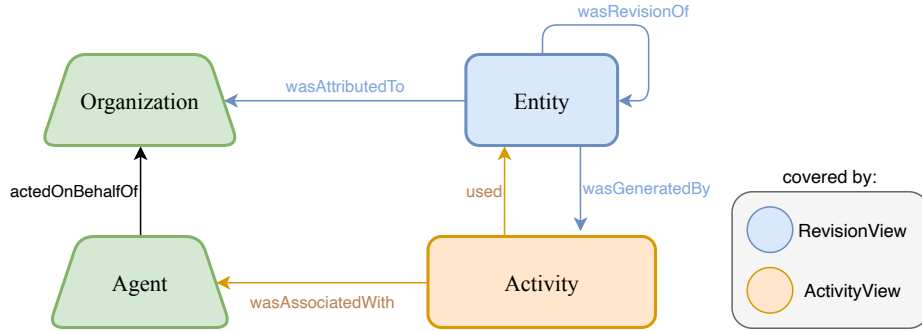 wasRevisionOf
Organization
wasAttributedTo
Entity
actedOnBehalfOf
used
wasGeneratedBy
covered by:
RevisionView
Agent
wasAssociatedWith
Activity
ActivityView